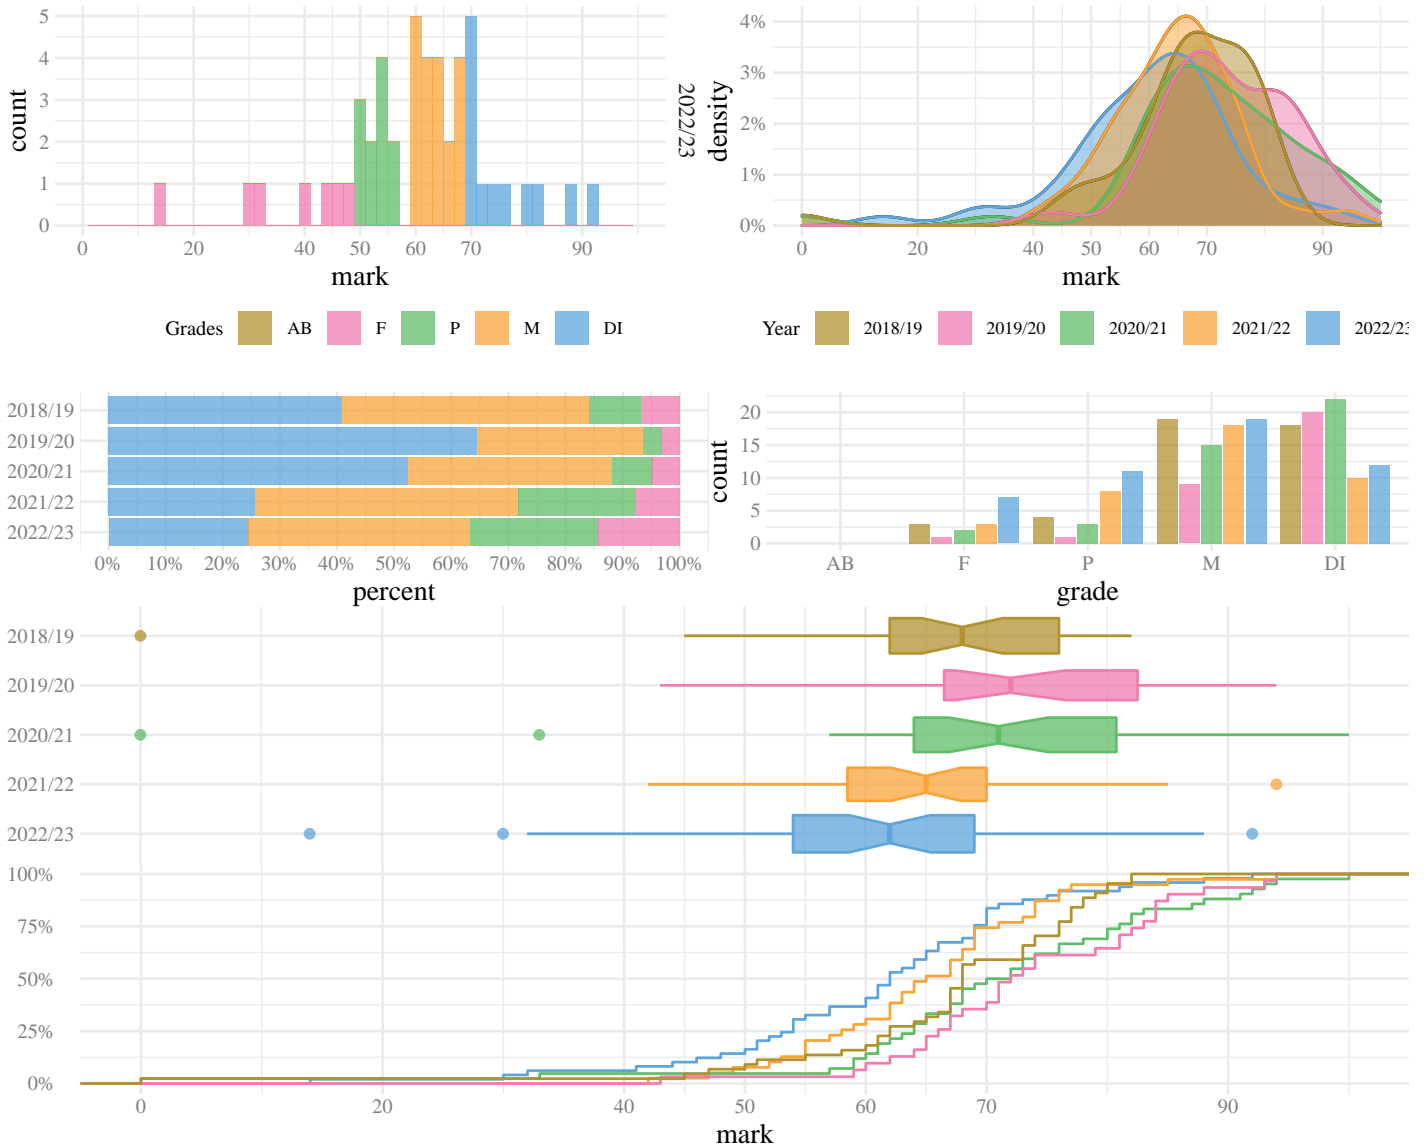 5
4
3
2
1
0
count
0 20 40 50 60 70 90
mark
2022/23
4%
3%
2%
1%
0%
density
0 20 40 50 60 70 90
mark
Grades AB F P M DI
Year 2018/19 2019/20 2020/21 2021/22 2022/23
2018/19
2019/20
2020/21
2021/22
2022/23
0% 10% 20% 30% 40% 50% 60% 70% 80% 90% 100%
percent
20
15
10
5
0
count
AB F P M DI
grade
2018/19
2019/20
2020/21
2021/22
2022/23
100%
75%
50%
25%
0%
0 20 40 50 60 70 90
mark